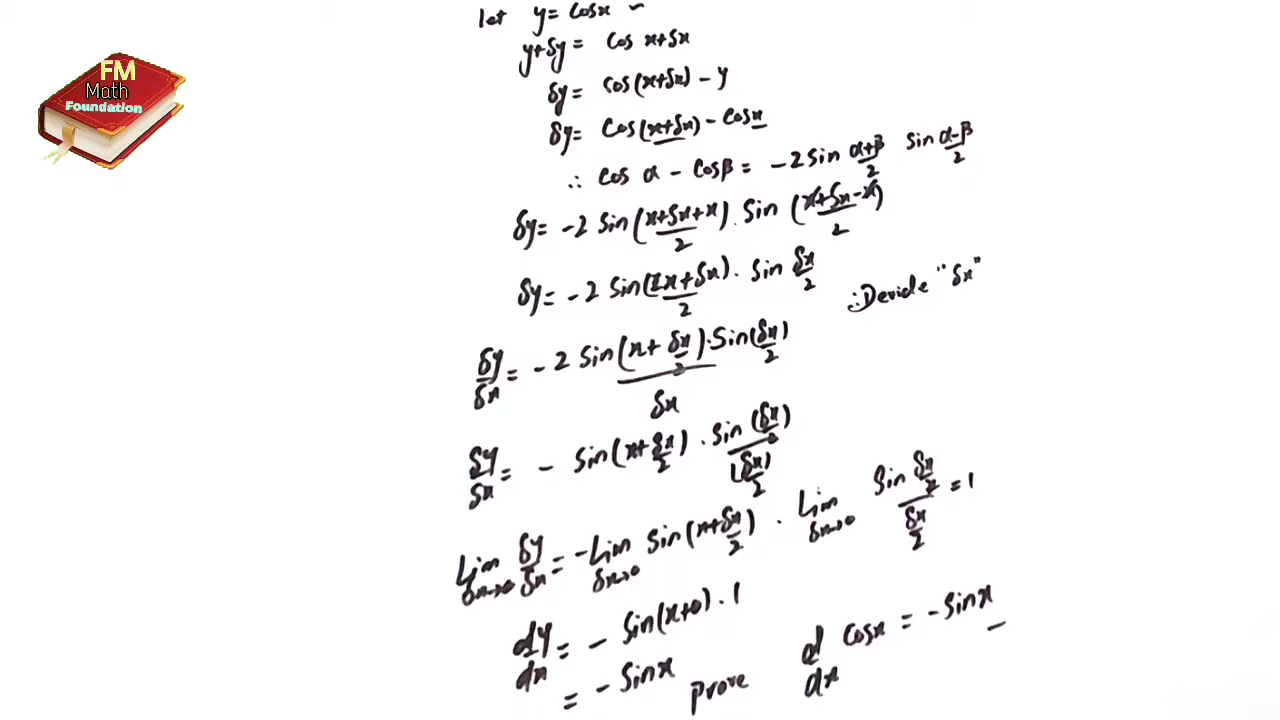 FM
Math
Foundation
let y = cosx
y+δy = cos x+δx
δy = cos(x+δx) - y
δy = cos(x+δx) - cosx
∴ cos α - cosβ = -2 sin α+β/2 sin α-β/2
δy = -2 sin(x+δx+x/2) . sin (x+δx-x/2)
δy = -2 sin(2x+δx/2) . sin δx/2
∴ Devide "δx"
δy/δx = -2 sin(x+δx/2) . sin(δx/2) / δx
δy/δx = - sin(x+δx/2) . sin(δx/2) / (δx/2)
Lim δx→0 δy/δx = -Lim δx→0 sin(x+δx/2) . Lim δx→0 sin δx/2 / δx/2 = 1
dy/dx = - sin(x+0) . 1
= - sinx prove d/dx cosx = - sinx